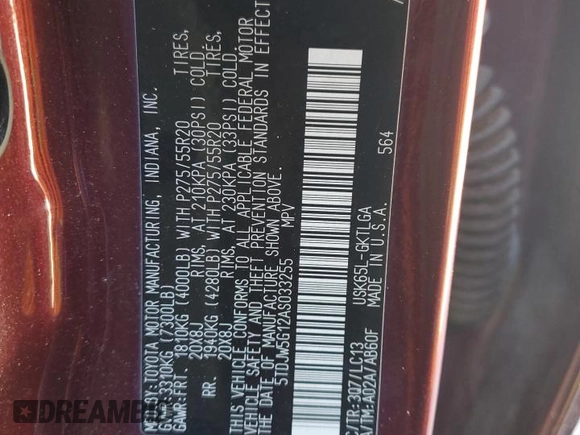 MFD BY: TOYOTA MOTOR MANUFACTURING, INDIANA, INC.
GVWR 3310KG (7300LB)
GAWR: FRT. 1810KG (4000LB) WITH P275/55R20 TIRES,
20X8J RIMS, AT 210KPA (30PSI) COLD
RR. 1940KG (4280LB) WITH P275/55R20 TIRES,
20X8J RIMS, AT 230KPA (33PSI) COLD.
THIS VEHICLE CONFORMS TO ALL APPLICABLE FEDERAL MOTOR
VEHICLE SAFETY AND THEFT PREVENTION STANDARDS IN EFFECT
ON THE DATE OF MANUFACTURE SHOWN ABOVE.
5TDJW5G12AS033255 MPV
564
C/TR: 3Q7/LC13 USK65L-GKTLGA
A/TM-A02A/AB60F MADE IN U.S.A.
DREAMBID